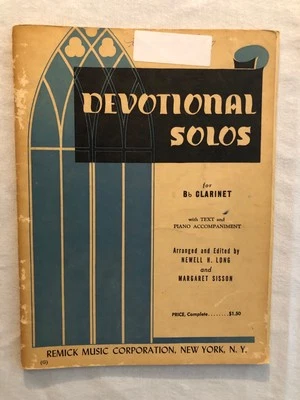 DEVOTIONAL
SOLOS
for
B♭ CLARINET
with TEXT and
PIANO ACCOMPANIMENT
Arranged and Edited by
NEWELL H. LONG
and
MARGARET SISSON
PRICE, Complete........$1.50
REMICK MUSIC CORPORATION, NEW YORK, N. Y.